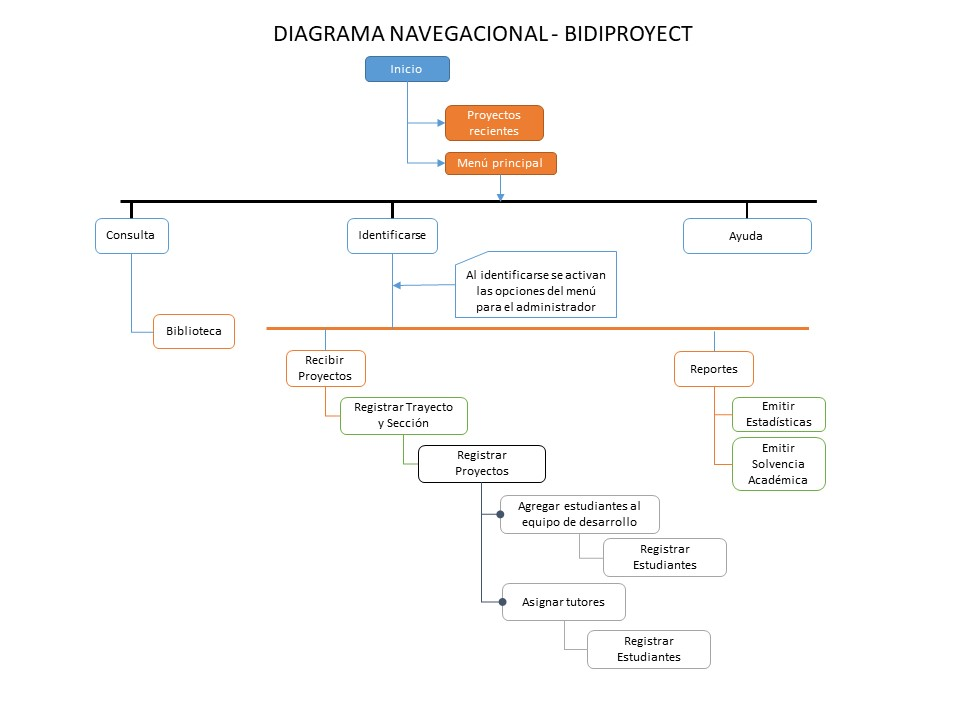 DIAGRAMA NAVEGACIONAL - BIDIPROYECT
Inicio
Proyectos
recientes
Menú principal
Consulta
Identificarse
Ayuda
Al identificarse se activan
las opciones del menú
para el administrador
Biblioteca
Recibir
Proyectos
Reportes
Registrar Trayecto
y Sección
Emitir
Estadísticas
Registrar
Proyectos
Emitir
Solvencia
Académica
Agregar estudiantes al
equipo de desarrollo
Registrar
Estudiantes
Asignar tutores
Registrar
Estudiantes